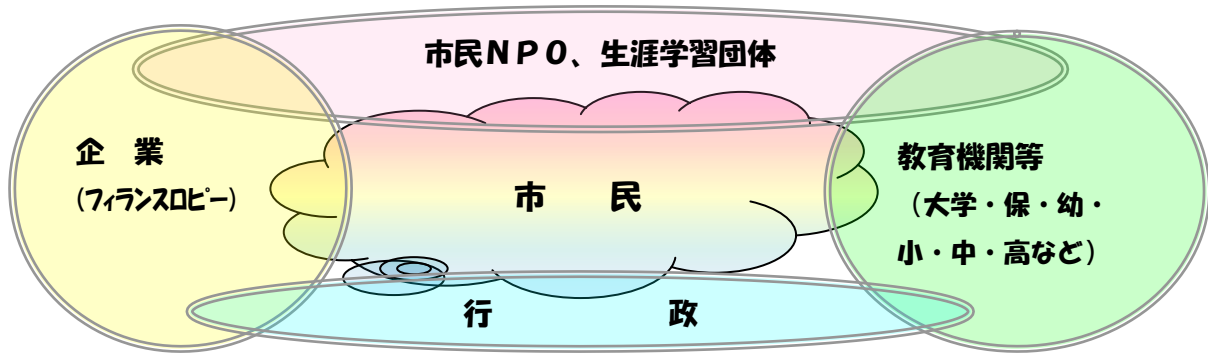 市民NPO、生涯学習団体
企　業
(フィランスロピー)
市　　民
教育機関等
（大学・保・幼・
小・中・高など）
行　　　　　政